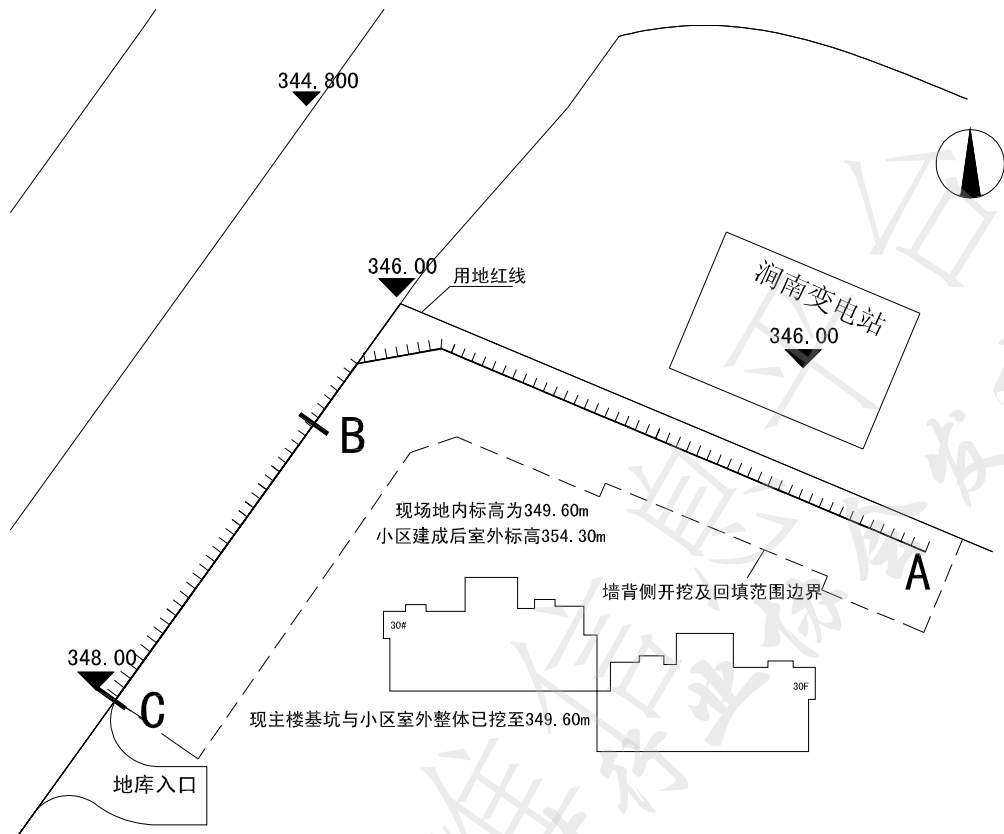 344.800
346.00
用地红线
涧南变电站
346.00
B
现场地内标高为349.60m
小区建成后室外标高354.30m
A
墙背侧开挖及回填范围边界
30#
30F
348.00
C
现主楼基坑与小区室外整体已挖至349.60m
地库入口